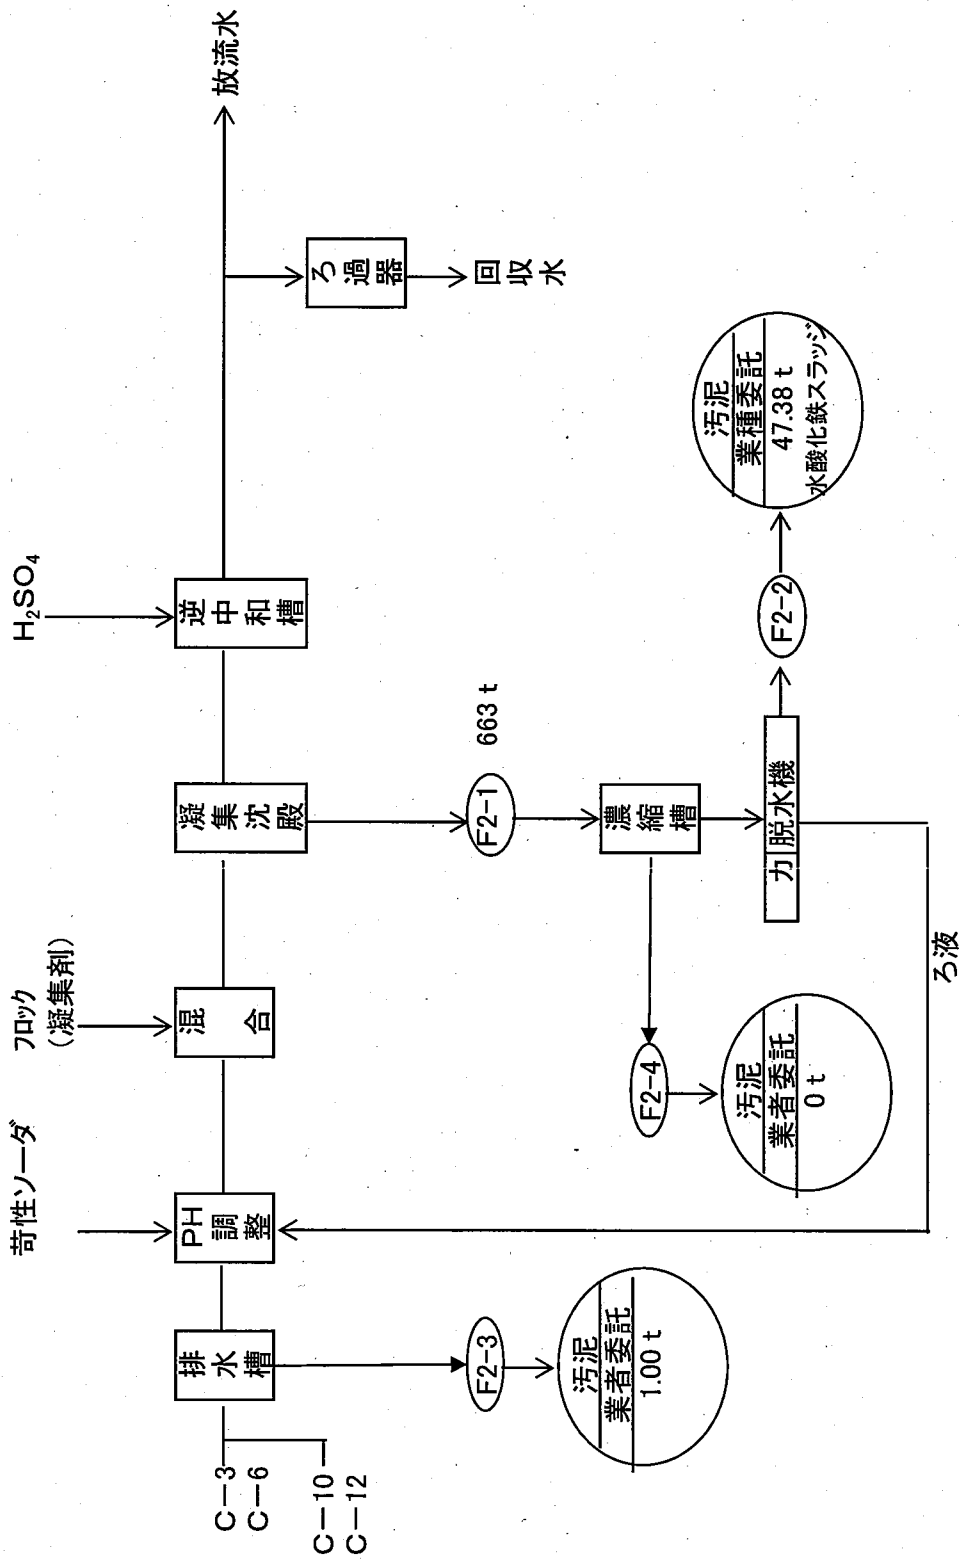 C－3
C－6
C－10
C－12
排
水
槽
苛性ソーダ
PH
調
整
フロック
（凝集剤）
混
合
凝
集
沈
殿
H₂SO₄
逆
中
和
槽
放流水
ろ
過
器
回
収
水
F2-3
汚泥
業者委託
1.00 t
F2-1
663 t
濃
縮
槽
F2-4
汚泥
業者委託
0 t
力 脱水機
ろ液
F2-2
汚泥
業種委託
47.38 t
水酸化鉄スラッジ